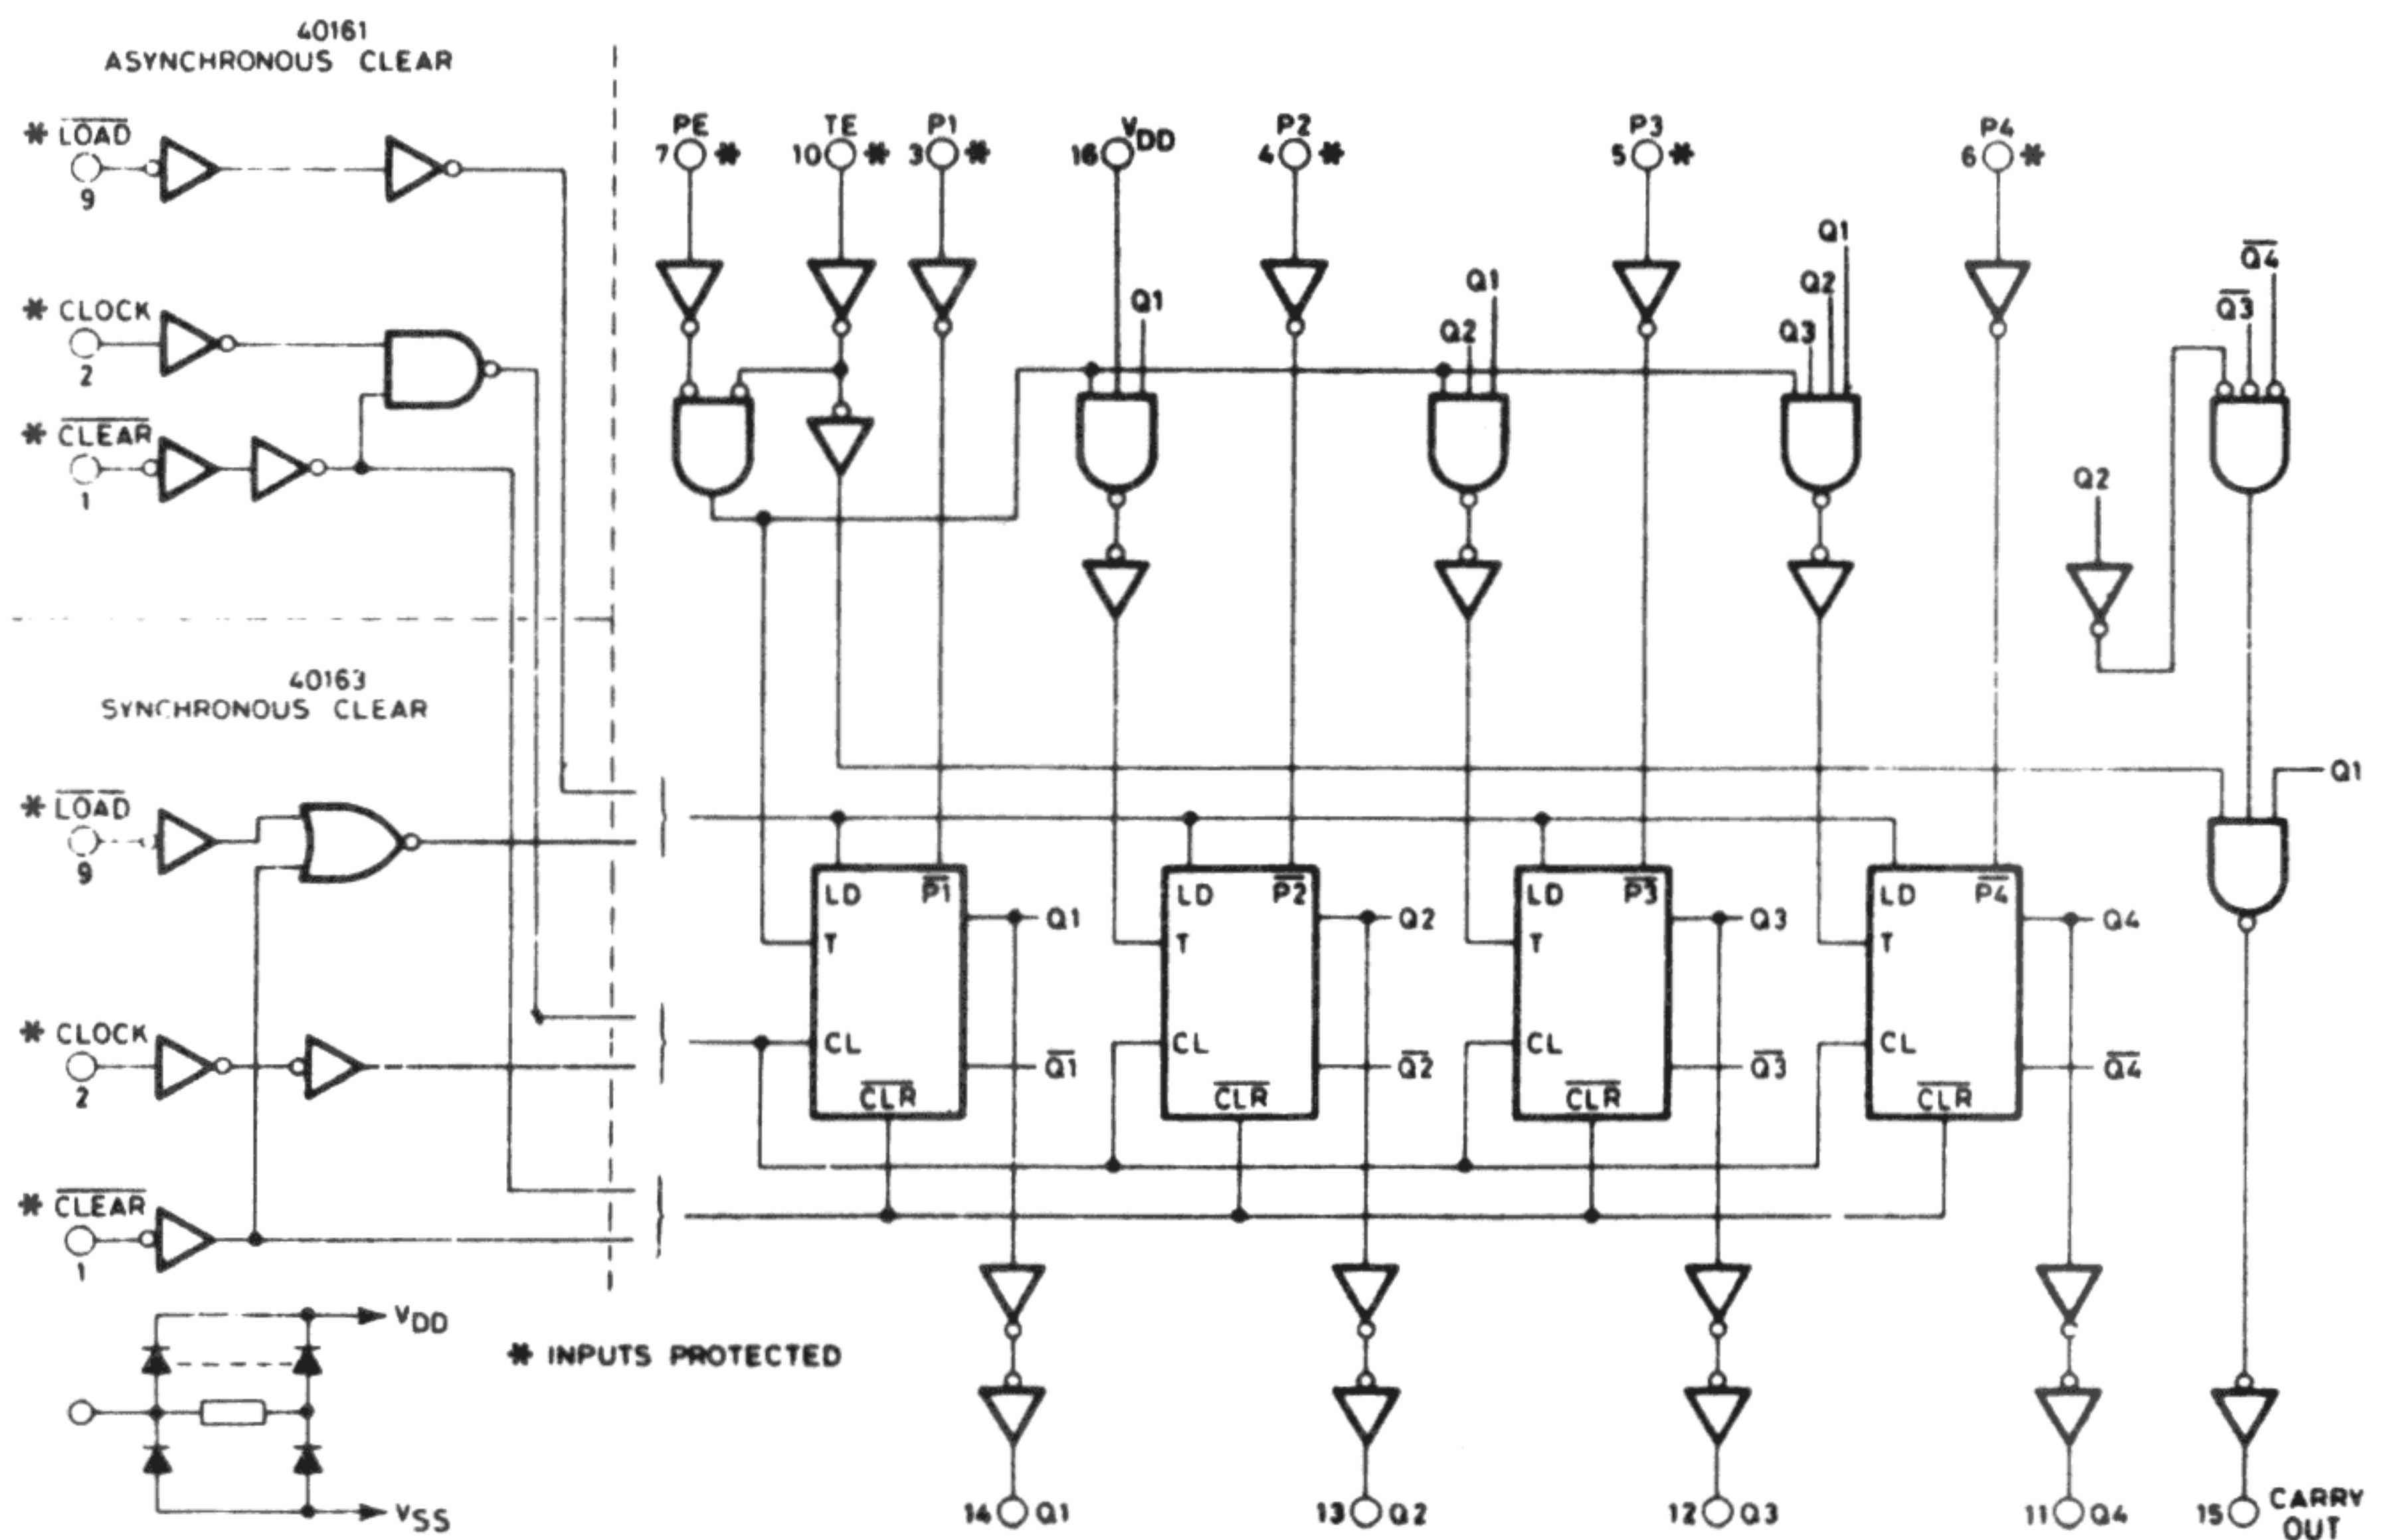 40161
ASYNCHRONOUS CLEAR
* LOAD
9
* CLOCK
2
* CLEAR
1
PE
7 *
TE
10 *
P1
3 *
VDD
16
P2
4 *
P3
5 *
P4
6 *
Q1
Q2
Q1
Q3
Q2
Q1
Q3
Q4
Q2
Q1
40163
SYNCHRONOUS CLEAR
* LOAD
9
* CLOCK
2
* CLEAR
1
LD P1
T
CL
CLR
Q1
Q1
LD P2
T
CL
CLR
Q2
Q2
LD P3
T
CL
CLR
Q3
Q3
LD P4
T
CL
CLR
Q4
Q4
VDD
VSS
* INPUTS PROTECTED
14 Q1
13 Q2
12 Q3
11 Q4
15 CARRY
OUT